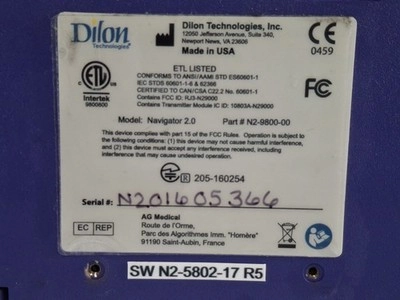 Dilon
Technologies
Dilon Technologies, Inc.
12050 Jefferson Avenue, Suite 340,
Newport News, VA 23606
Made in USA
CE
0459
ETL LISTED
CONFORMS TO ANSI/AAMI STD ES60601-1
IEC STDS 60601-1-6 & 62366
CERTIFIED TO CAN/CSA C22.2 No. 60601-1
Contains FCC ID: RJ3-N29000
Contains Transmitter Module IC ID: 10803A-N29000
ETL
Intertek
9800800
FC
Model: Navigator 2.0 Part # N2-9800-00
This device complies with part 15 of the FCC Rules. Operation is subject to
the following conditions: (1) this device may not cause harmful
interference, and (2) this device must accept any interference received,
including interference that may cause undesired operation.
R 205-160254
Serial#: N201605366
EC REP
AG Medical
Route de l'Orme,
Parc des Algorithmes Imm. "Homère"
91190 Saint-Aubin, France
SW N2-5802-17 R5